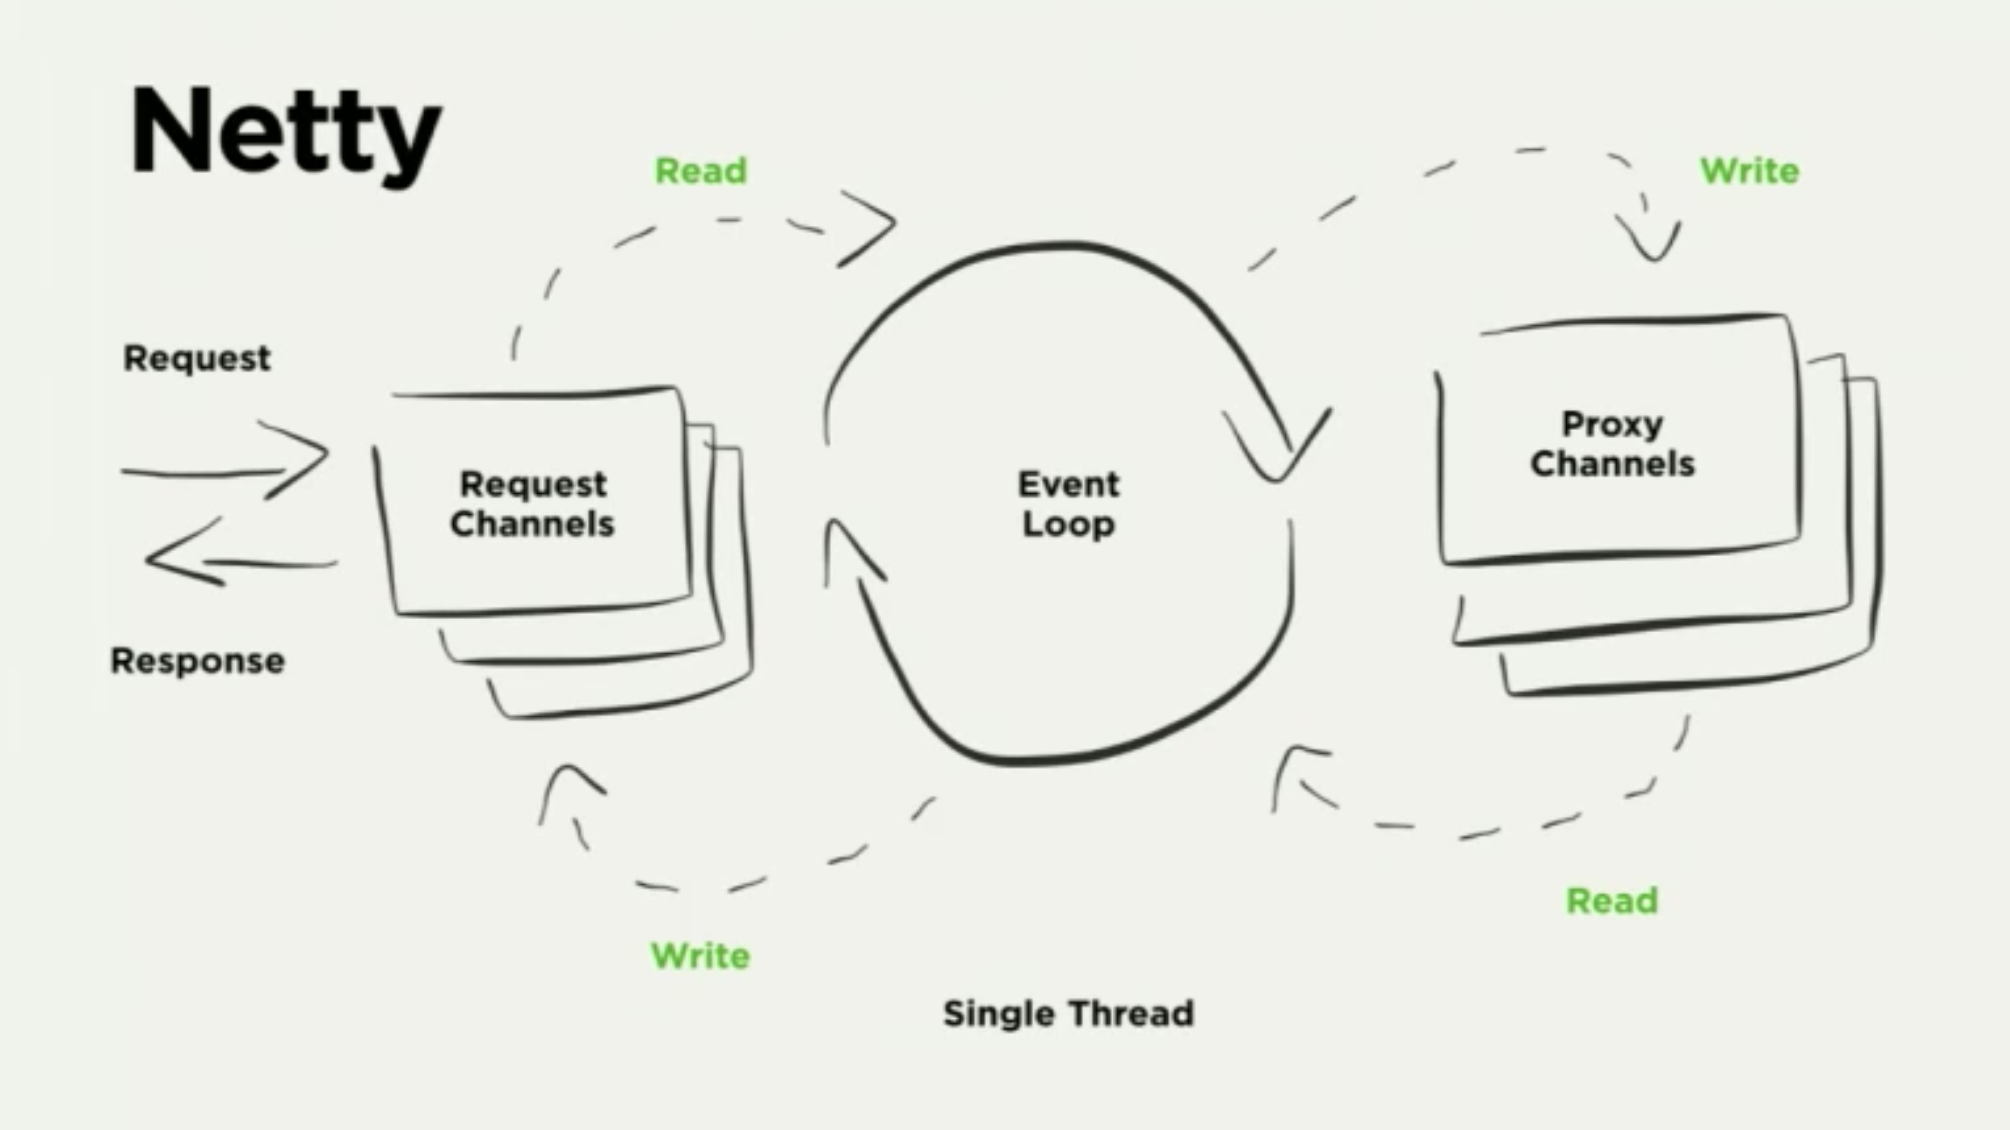 Netty
Read
Write
Request
Request
Channels
Event
Loop
Proxy
Channels
Response
Read
Write
Single Thread